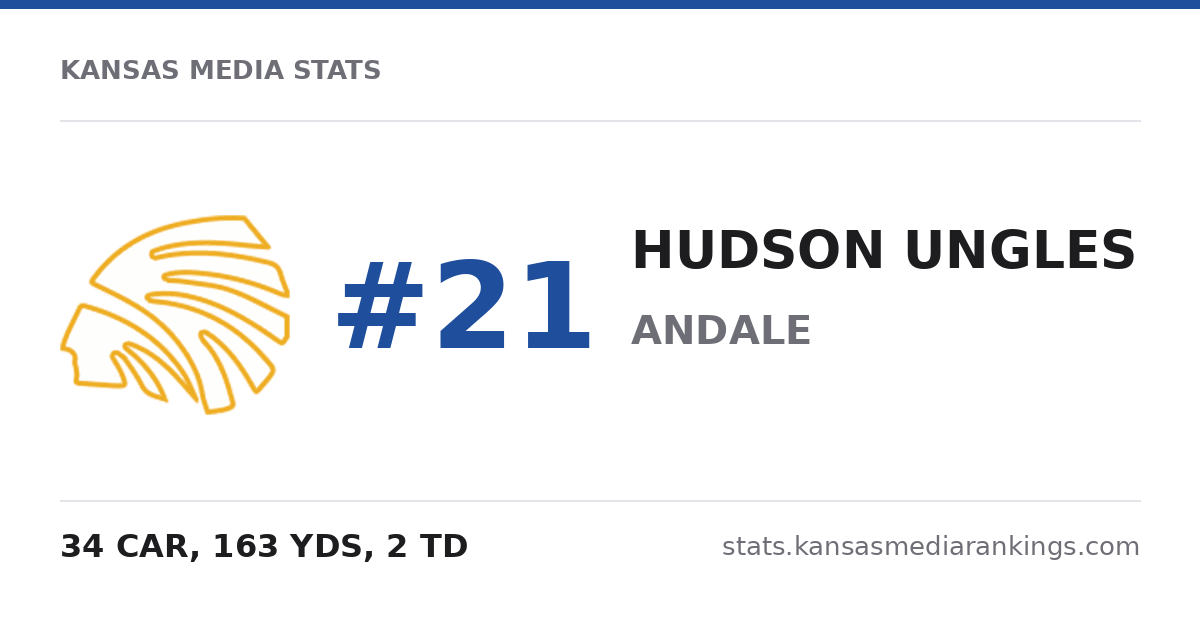 KANSAS MEDIA STATS
#21
HUDSON UNGLES
ANDALE
34 CAR, 163 YDS, 2 TD
stats.kansasmediarankings.com